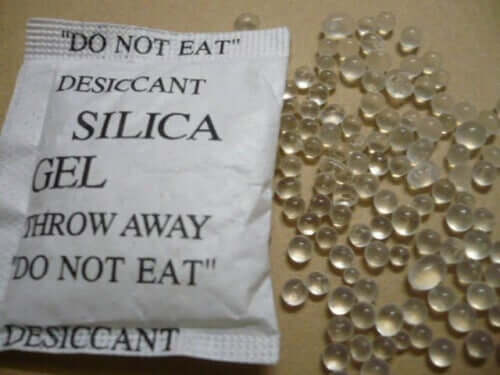 "DO NOT EAT"
DESICCANT
SILICA
GEL
THROW AWAY
"DO NOT EAT"
DESICCANT